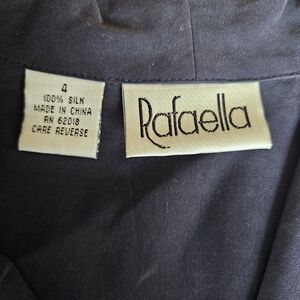 4
100% SILK
MADE IN CHINA
RN 62018
CARE REVERSE
Rafaella